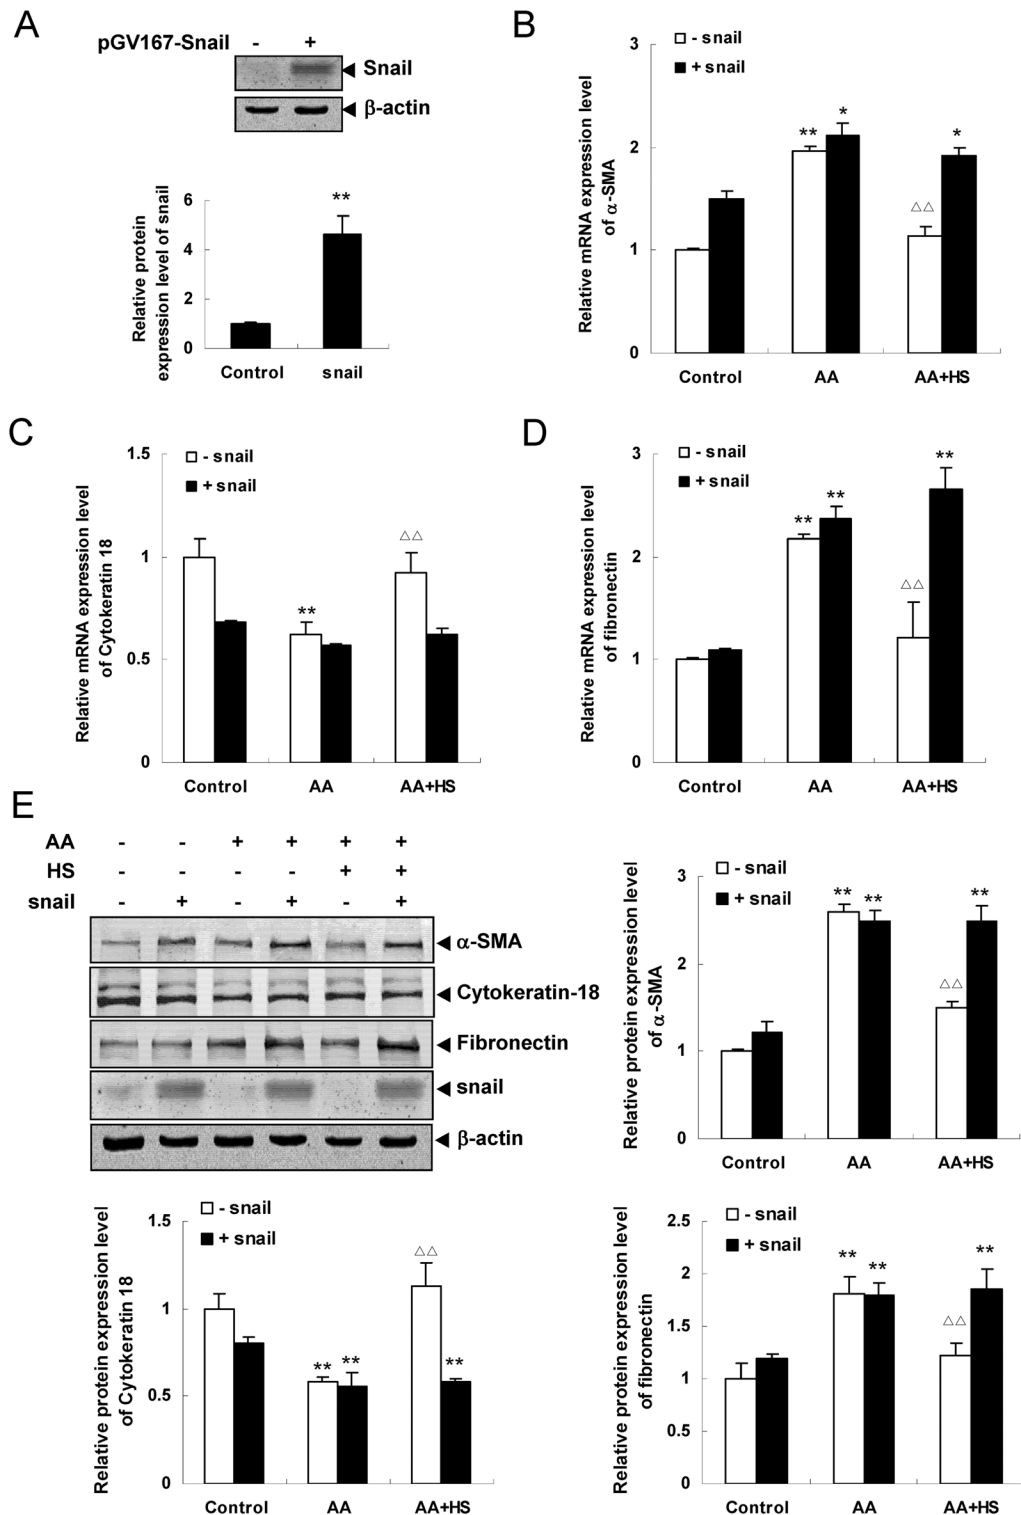 A
pGV167-Snail - +
Snail
β-actin
Relative protein
expression level of snail
6
4
2
0
**
Control snail
B
- snail
+ snail
Relative mRNA expression level
of α-SMA
3
2
1
0
** * △△ *
Control AA AA+HS
C
- snail
+ snail
Relative mRNA expression level
of Cytokeratin 18
1.5
1
0.5
0
** △△
Control AA AA+HS
D
- snail
+ snail
Relative mRNA expression level
of fibronectin
3
2
1
0
** ** △△ **
Control AA AA+HS
E
AA - - + + + +
HS - - - - + +
snail - + - + - +
α-SMA
Cytokeratin-18
Fibronectin
snail
β-actin
- snail
+ snail
Relative protein expression level
of α-SMA
3
2
1
0
** ** △△ **
Control AA AA+HS
- snail
+ snail
Relative protein expression level
of Cytokeratin 18
1.5
1
0.5
0
** ** △△ **
Control AA AA+HS
- snail
+ snail
Relative protein expression level
of fibronectin
2.5
2
1.5
1
0.5
0
** ** △△ **
Control AA AA+HS